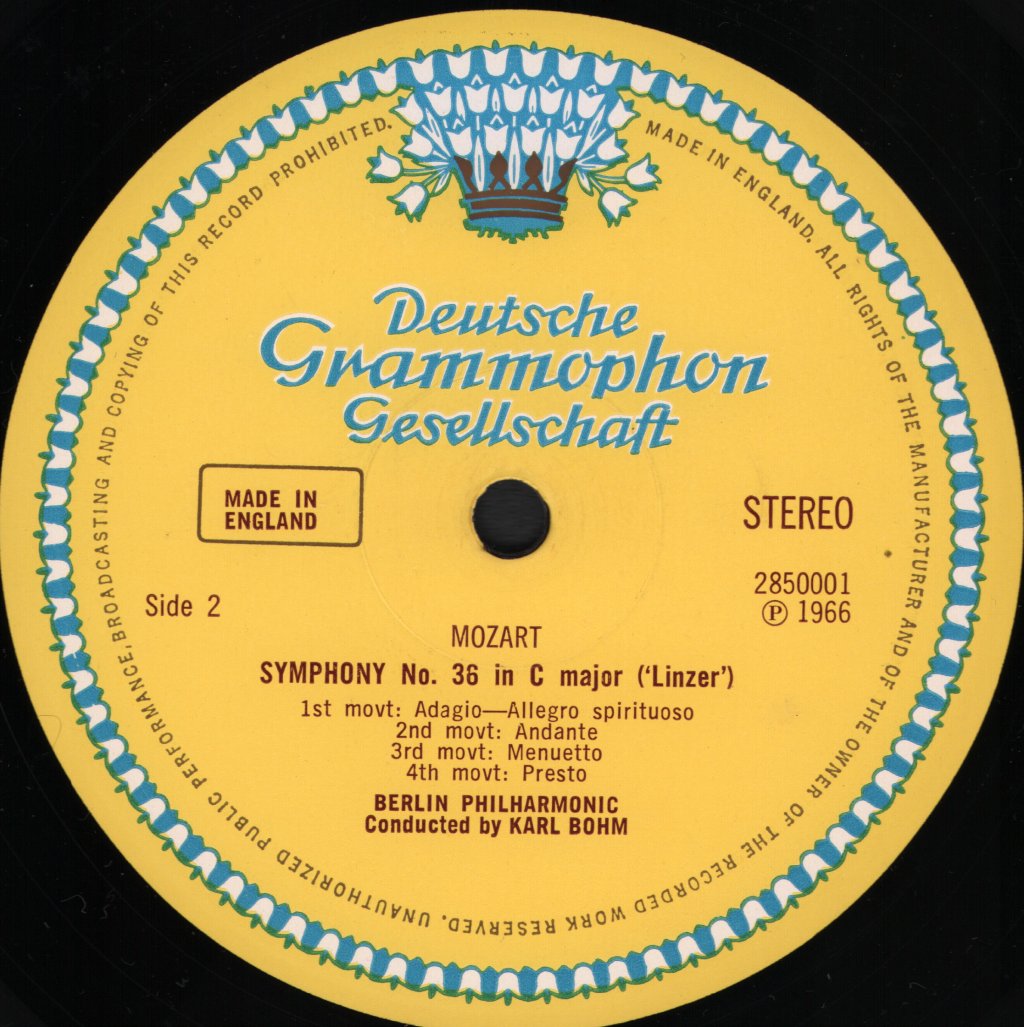 Deutsche
Grammophon
Gesellschaft
MADE IN
ENGLAND
STEREO
Side 2
2850001
℗ 1966
MOZART
SYMPHONY No. 36 in C major (‘Linzer’)
1st movt: Adagio—Allegro spirituoso
2nd movt: Andante
3rd movt: Menuetto
4th movt: Presto
BERLIN PHILHARMONIC
Conducted by KARL BOHM
MADE IN ENGLAND. ALL RIGHTS OF THE MANUFACTURER AND OF THE OWNER OF THE RECORDED WORK RESERVED. UNAUTHORIZED PUBLIC PERFORMANCE, BROADCASTING AND COPYING OF THIS RECORD PROHIBITED.